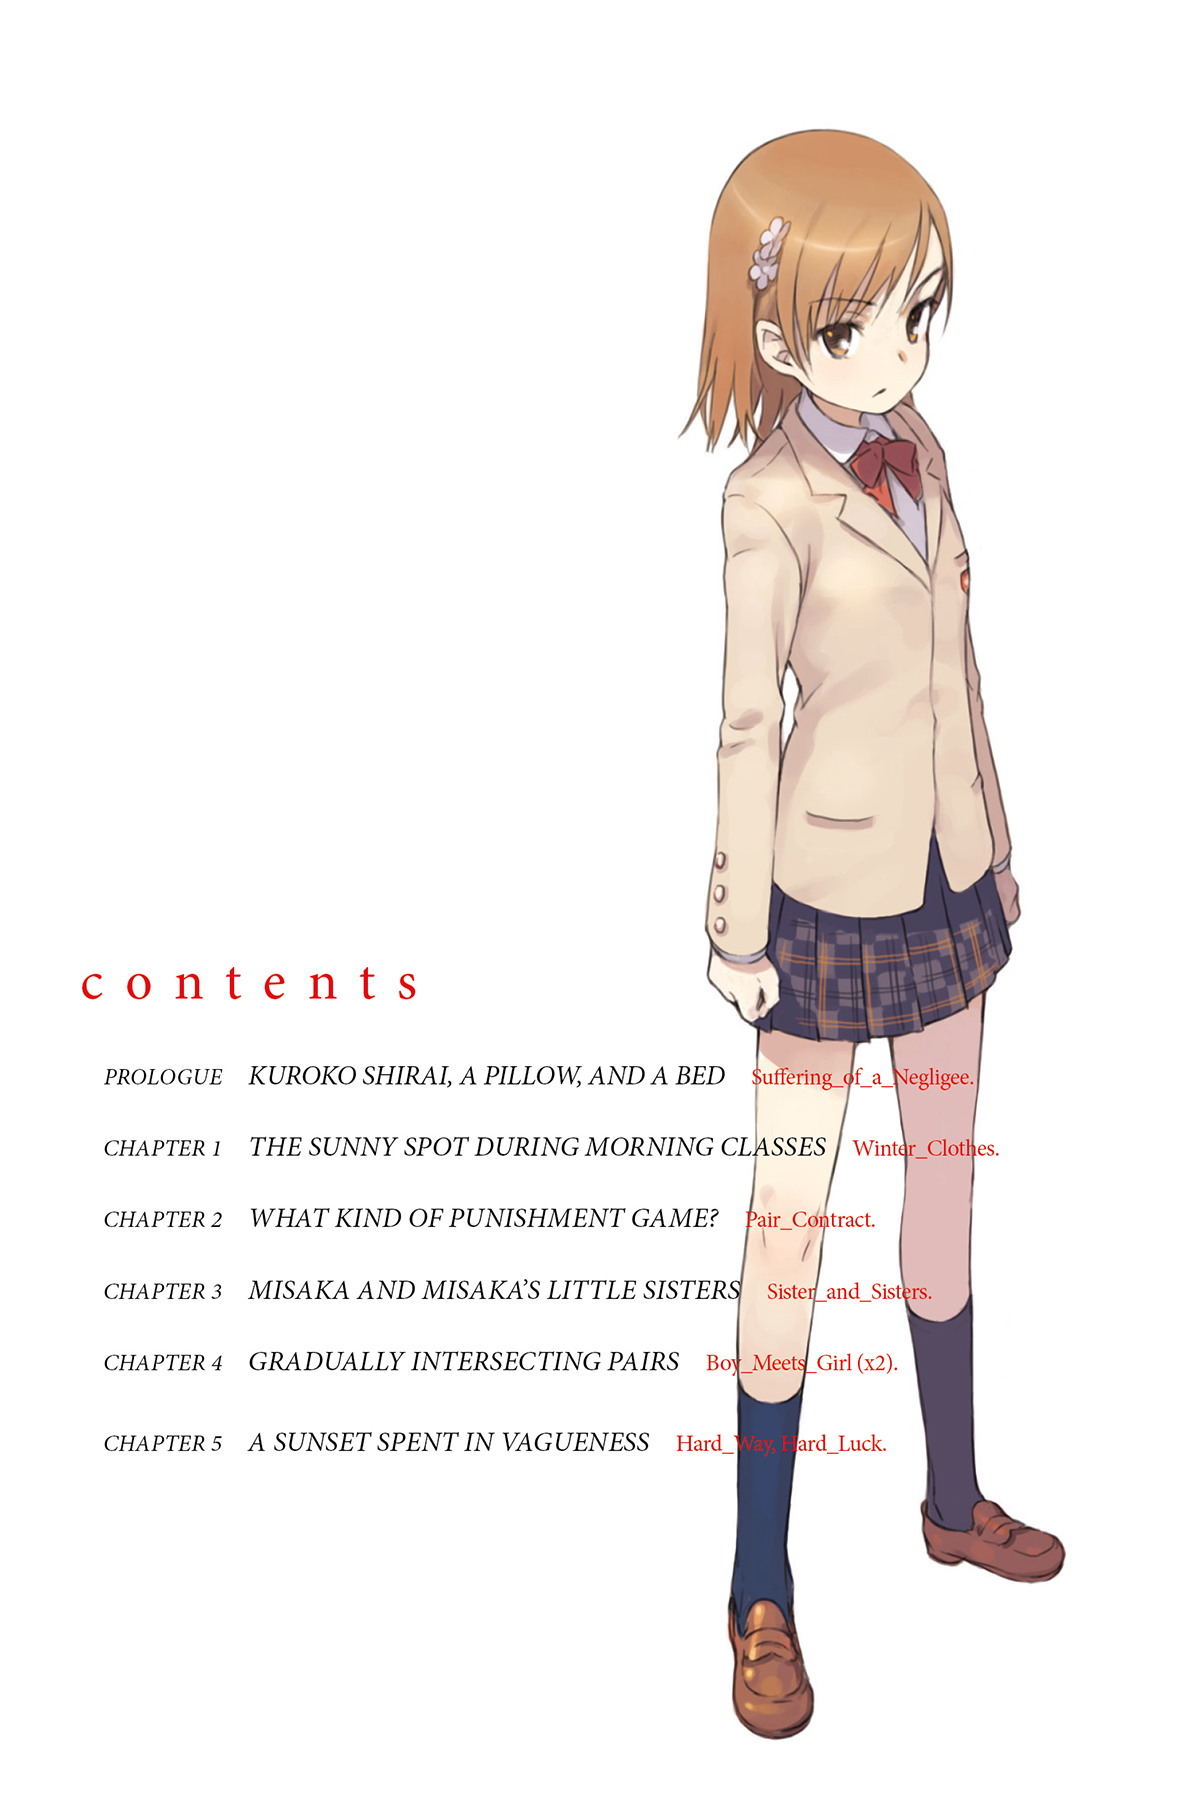 contents
PROLOGUE KUROKO SHIRAI, A PILLOW, AND A BED Suffering_of_a_Negligee.
CHAPTER 1 THE SUNNY SPOT DURING MORNING CLASSES Winter_Clothes.
CHAPTER 2 WHAT KIND OF PUNISHMENT GAME? Pair_Contract.
CHAPTER 3 MISAKA AND MISAKA’S LITTLE SISTERS Sister_and_Sisters.
CHAPTER 4 GRADUALLY INTERSECTING PAIRS Boy_Meets_Girl (x2).
CHAPTER 5 A SUNSET SPENT IN VAGUENESS Hard_Way, Hard_Luck.